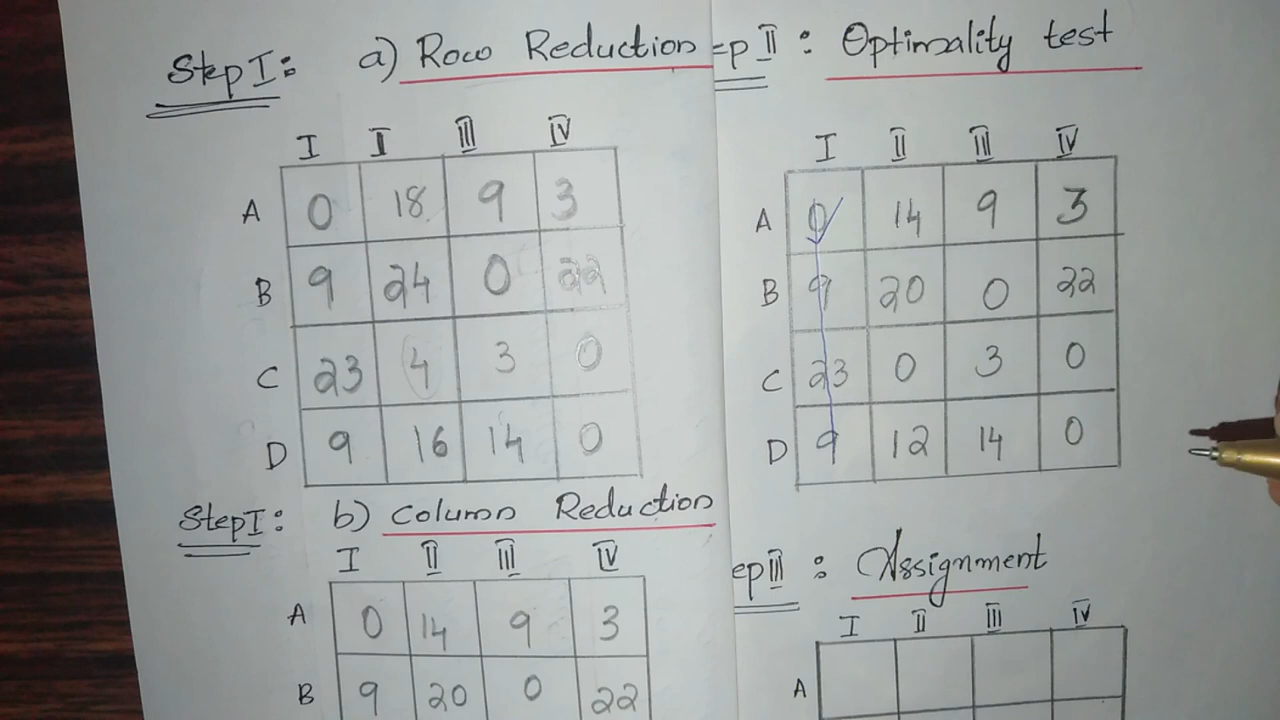 Step I: a) Row Reduction
I II III IV
A 0 18 9 3
B 9 24 0 22
C 23 4 3 0
D 9 16 14 0
Step I: b) Column Reduction
I II III IV
A 0 14 9 3
B 9 20 0 22
ep II : Optimality test
I II III IV
A 0 14 9 3
B 9 20 0 22
C 23 0 3 0
D 9 12 14 0
ep III : Assignment
I II III IV
A